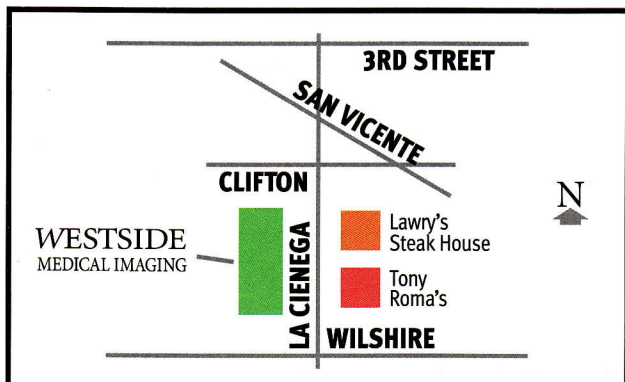 3RD STREET
SAN VICENTE
CLIFTON
N
WESTSIDE
MEDICAL IMAGING
LA CIENEGA
Lawry's
Steak House
Tony
Roma's
WILSHIRE